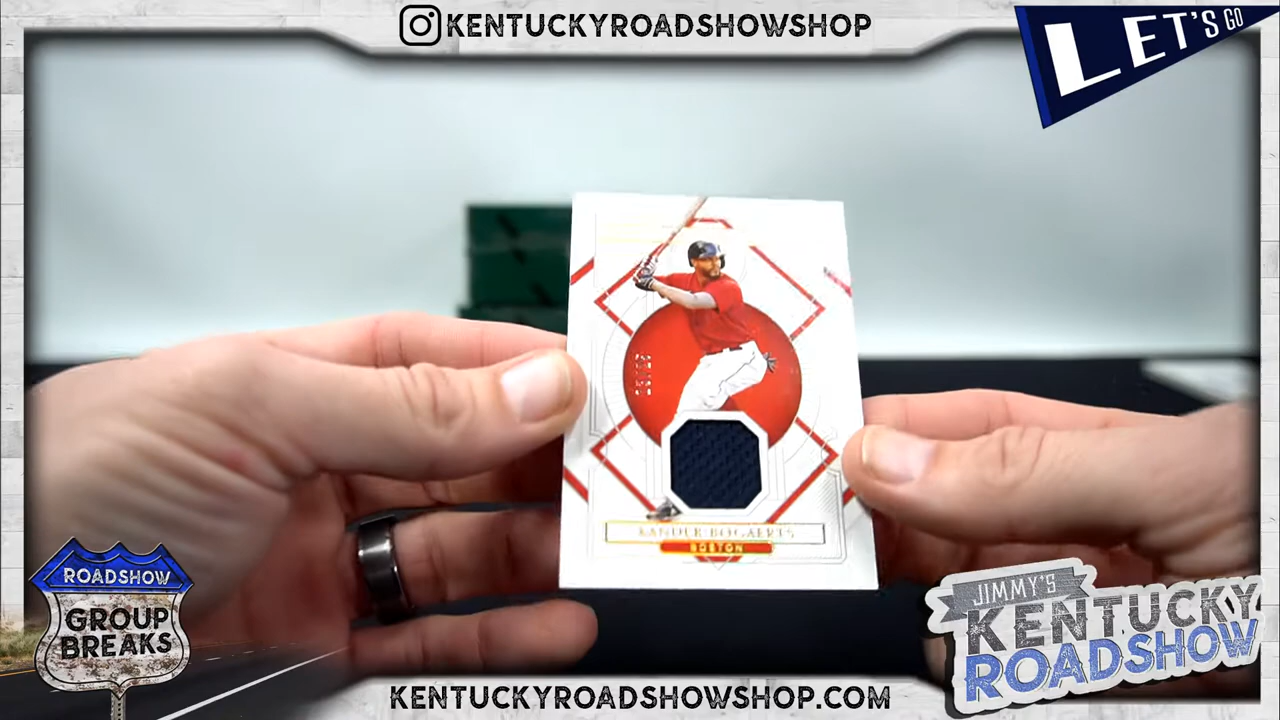 KENTUCKYROADSHOWSHOP
LET'S GO
XANDER BOGAERTS
BOSTON
ROADSHOW
GROUP
BREAKS
JIMMY'S
KENTUCKY
ROADSHOW
KENTUCKYROADSHOWSHOP.COM